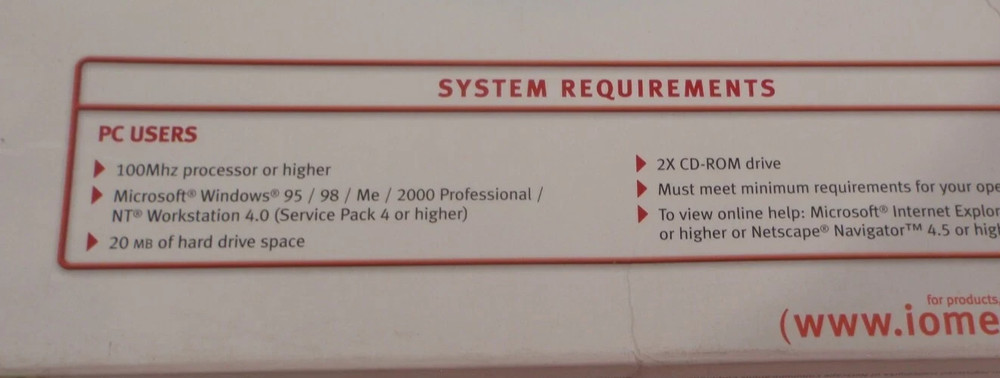 SYSTEM REQUIREMENTS
PC USERS
100Mhz processor or higher
Microsoft® Windows® 95 / 98 / Me / 2000 Professional /
NT® Workstation 4.0 (Service Pack 4 or higher)
20 MB of hard drive space
2X CD-ROM drive
Must meet minimum requirements for your ope
To view online help: Microsoft® Internet Explor
or higher or Netscape® Navigator™ 4.5 or high
for products
(www.iome